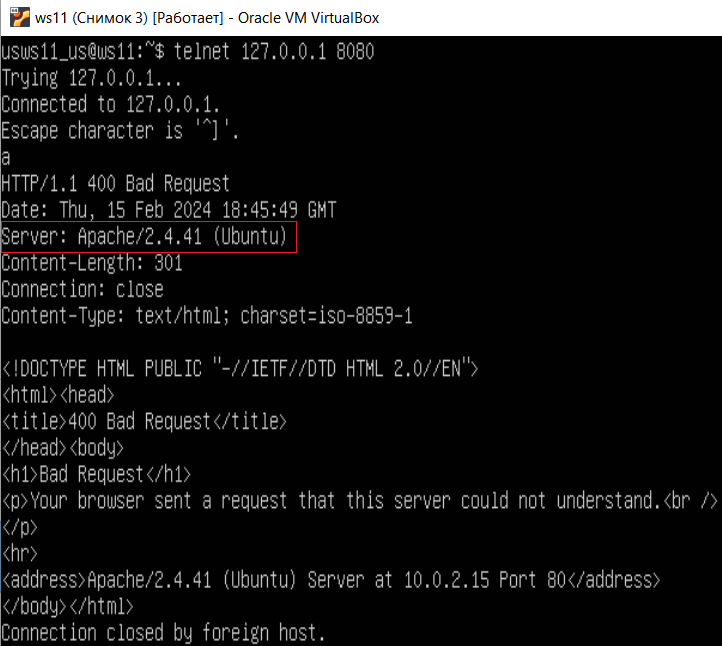 ws11 (Снимок 3) [Работает] - Oracle VM VirtualBox
usws11_us@ws11:~$ telnet 127.0.0.1 8080
Trying 127.0.0.1...
Connected to 127.0.0.1.
Escape character is '^]'.
a
HTTP/1.1 400 Bad Request
Date: Thu, 15 Feb 2024 18:45:49 GMT
Server: Apache/2.4.41 (Ubuntu)
Content-Length: 301
Connection: close
Content-Type: text/html; charset=iso-8859-1

<!DOCTYPE HTML PUBLIC "-//IETF//DTD HTML 2.0//EN">
<html><head>
<title>400 Bad Request</title>
</head><body>
<h1>Bad Request</h1>
<p>Your browser sent a request that this server could not understand.<br />
</p>
<hr>
<address>Apache/2.4.41 (Ubuntu) Server at 10.0.2.15 Port 80</address>
</body></html>
Connection closed by foreign host.